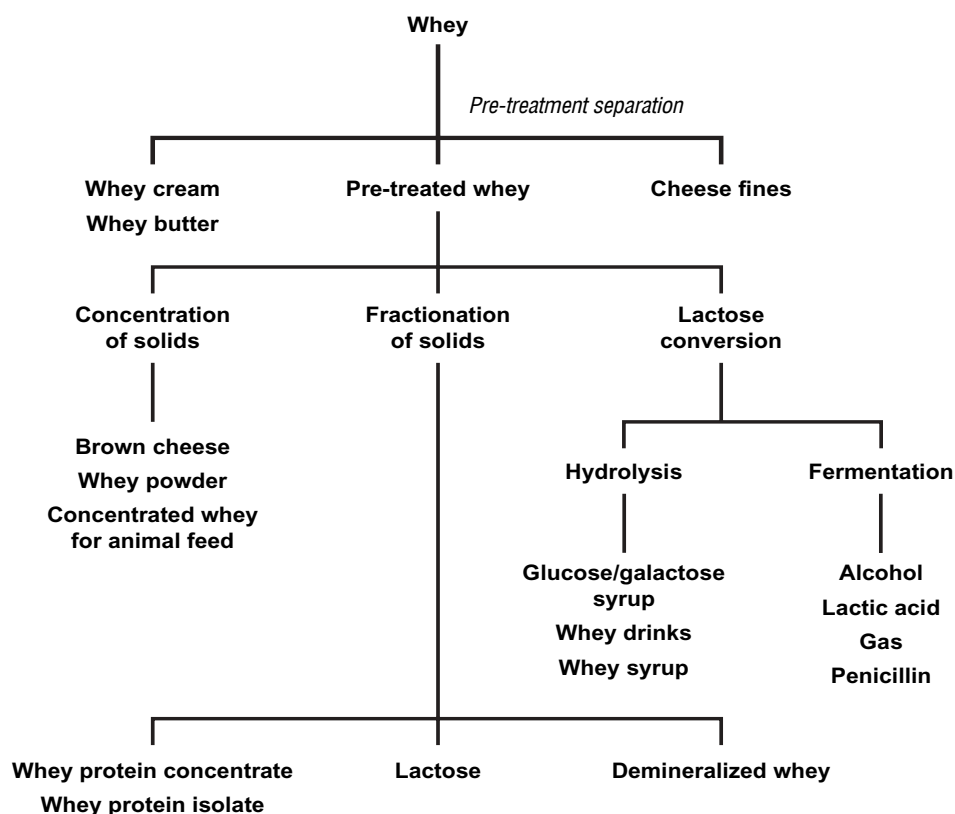 Whey
Pre-treatment separation
Whey cream
Whey butter
Pre-treated whey
Cheese fines
Concentration
of solids
Fractionation
of solids
Lactose
conversion
Brown cheese
Whey powder
Concentrated whey
for animal feed
Hydrolysis
Fermentation
Glucose/galactose
syrup
Whey drinks
Whey syrup
Alcohol
Lactic acid
Gas
Penicillin
Whey protein concentrate
Whey protein isolate
Lactose
Demineralized whey